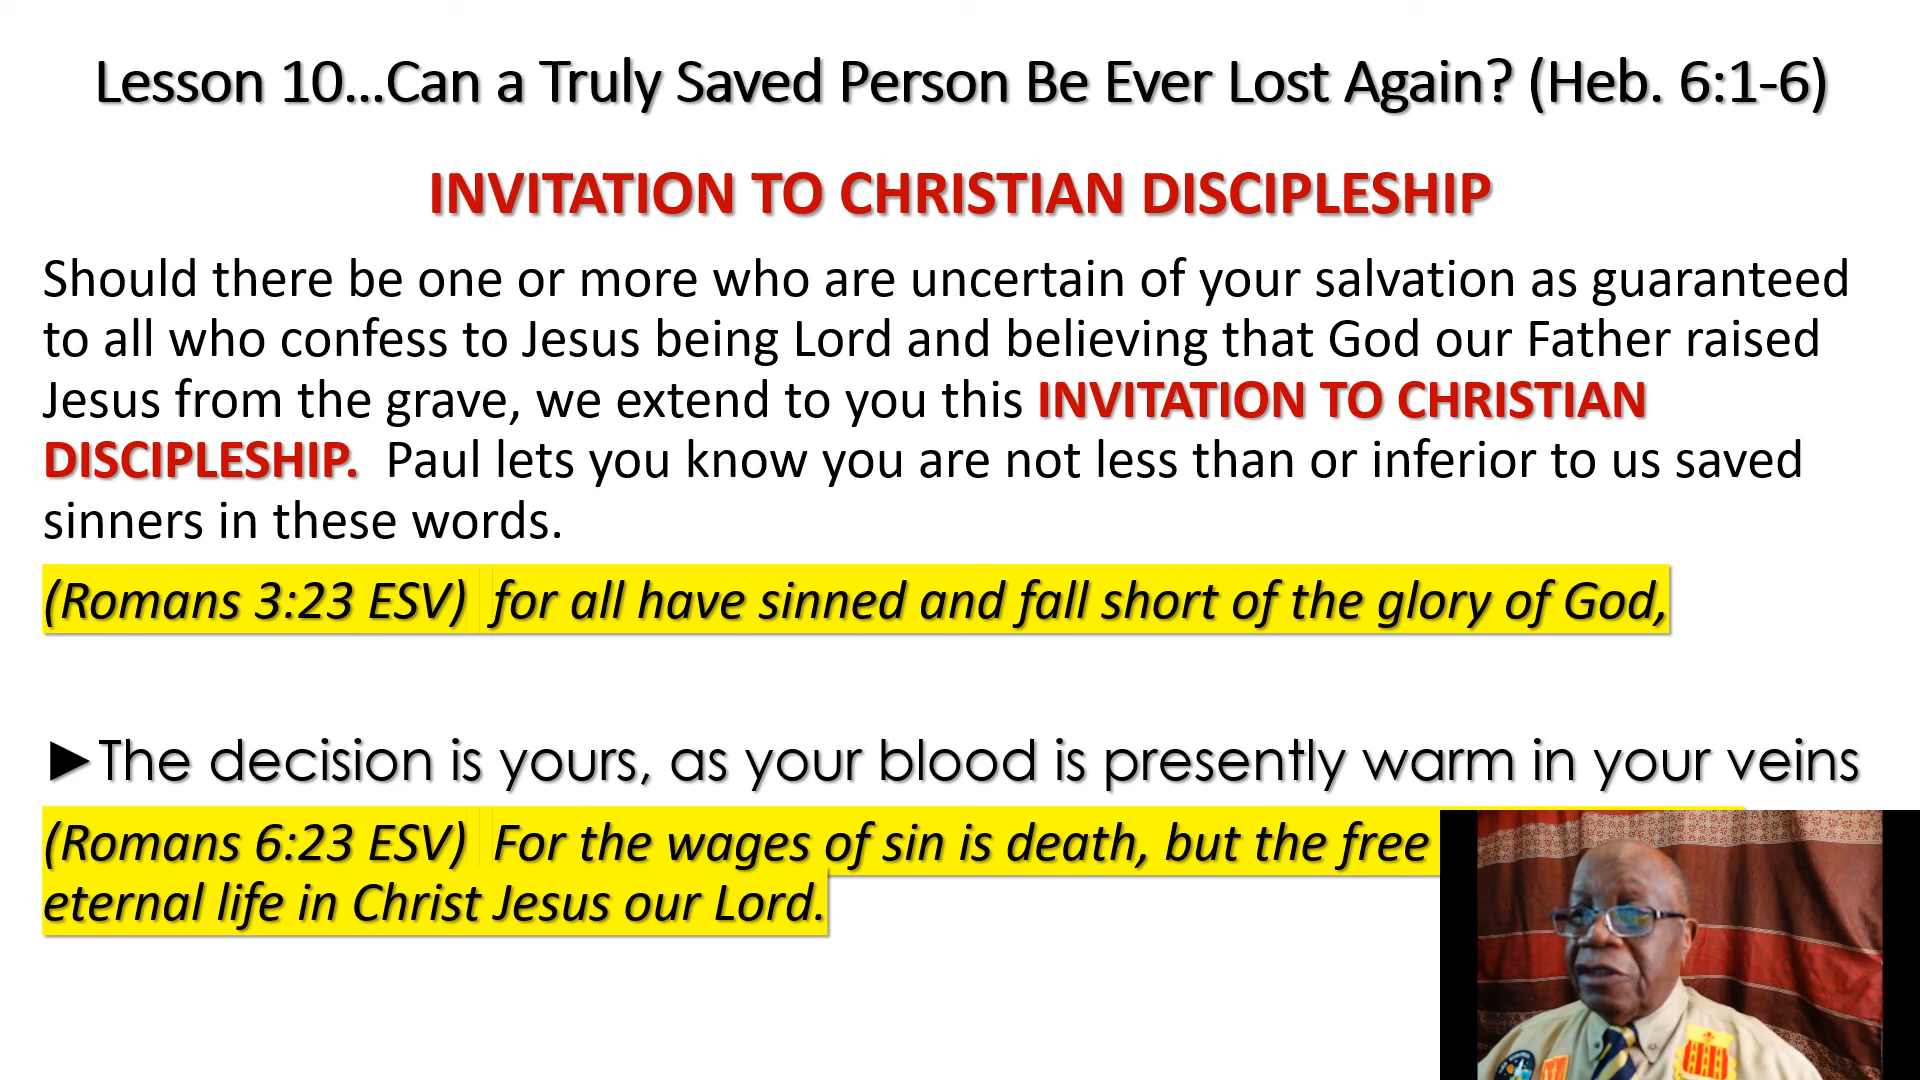 Lesson 10...Can a Truly Saved Person Be Ever Lost Again? (Heb. 6:1-6)
INVITATION TO CHRISTIAN DISCIPLESHIP
Should there be one or more who are uncertain of your salvation as guaranteed
to all who confess to Jesus being Lord and believing that God our Father raised
Jesus from the grave, we extend to you this INVITATION TO CHRISTIAN
DISCIPLESHIP. Paul lets you know you are not less than or inferior to us saved
sinners in these words.
(Romans 3:23 ESV) for all have sinned and fall short of the glory of God,
►The decision is yours, as your blood is presently warm in your veins
(Romans 6:23 ESV) For the wages of sin is death, but the free
eternal life in Christ Jesus our Lord.